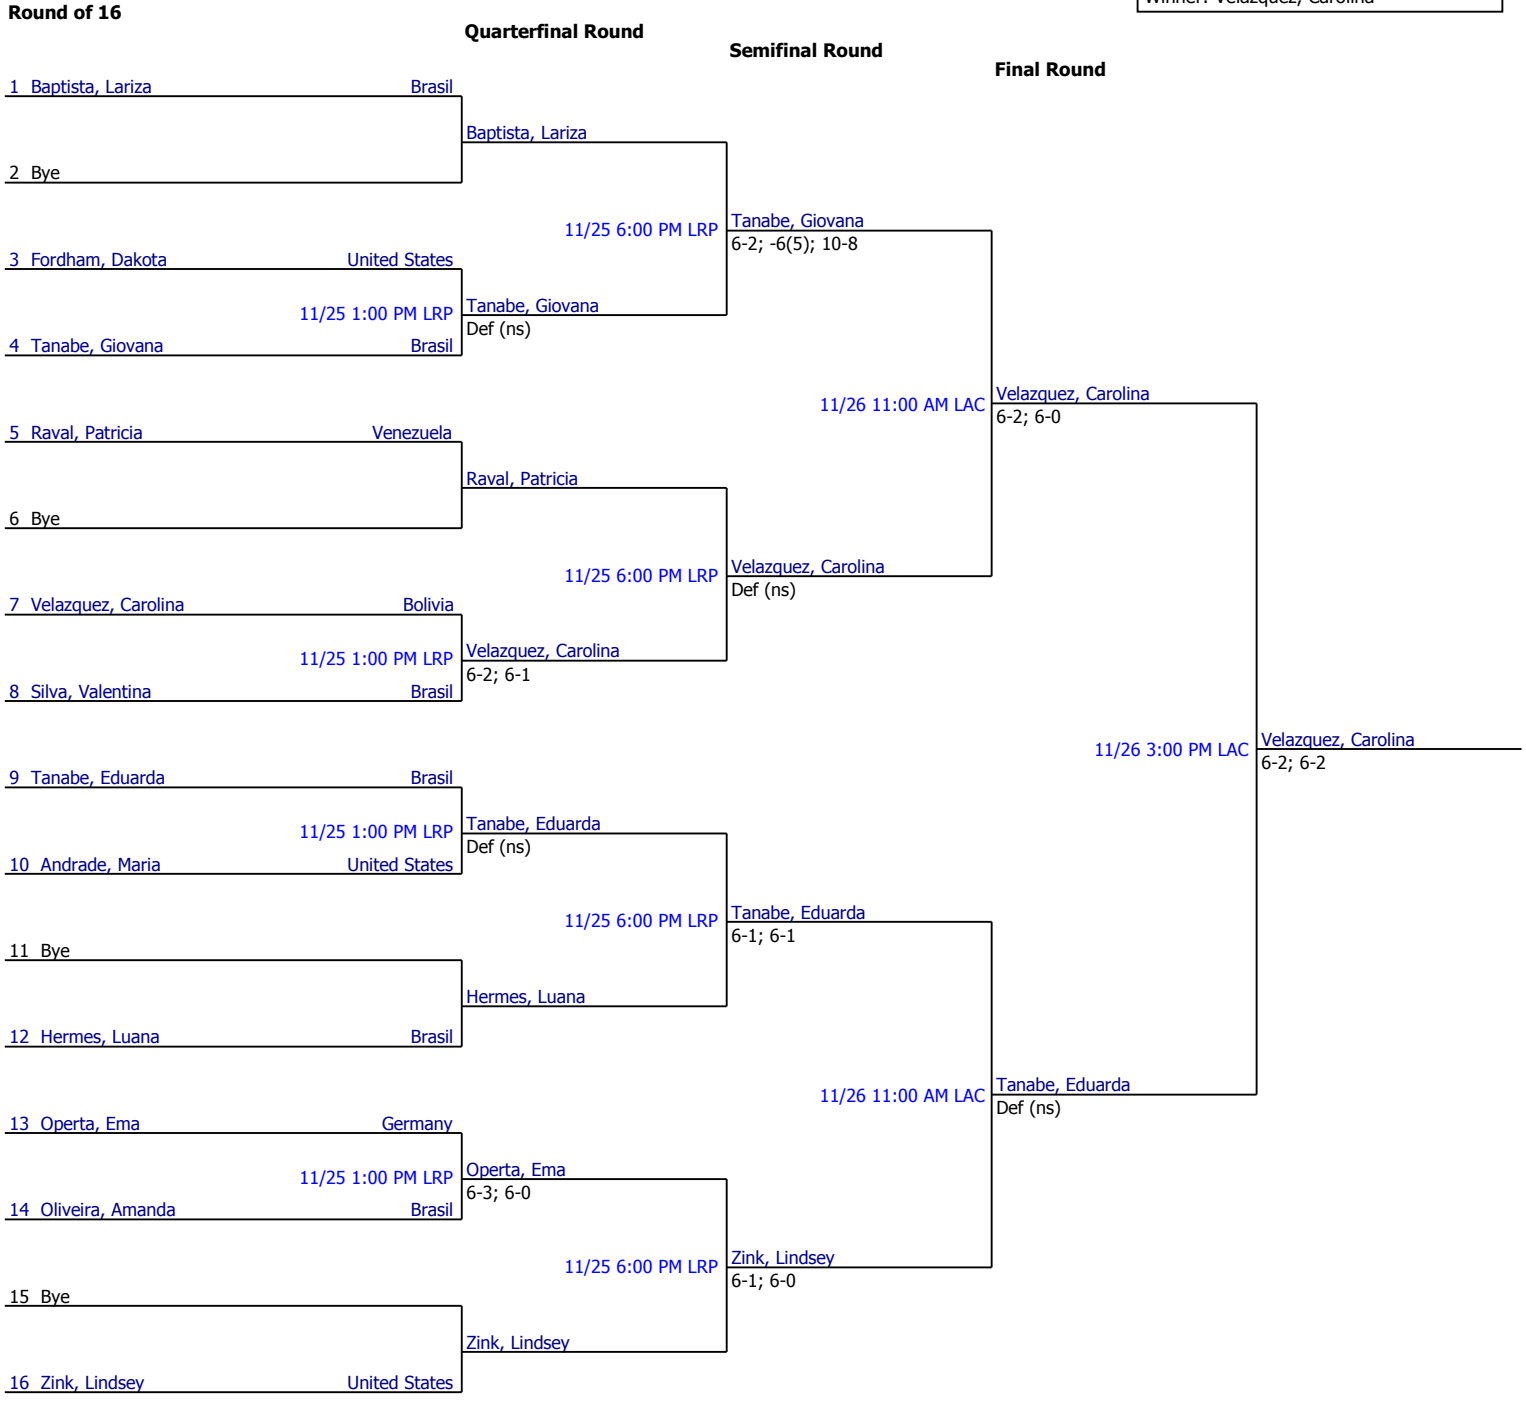 Winner: Velazquez, Carolina
Round of 16
Quarterfinal Round
Semifinal Round
Final Round
1 Baptista, Lariza Brasil
Baptista, Lariza
2 Bye
11/25 6:00 PM LRP Tanabe, Giovana
6-2; -6(5); 10-8
3 Fordham, Dakota United States
11/25 1:00 PM LRP Tanabe, Giovana
Def (ns)
4 Tanabe, Giovana Brasil
11/26 11:00 AM LAC Velazquez, Carolina
6-2; 6-0
5 Raval, Patricia Venezuela
Raval, Patricia
6 Bye
11/25 6:00 PM LRP Velazquez, Carolina
Def (ns)
7 Velazquez, Carolina Bolivia
11/25 1:00 PM LRP Velazquez, Carolina
6-2; 6-1
8 Silva, Valentina Brasil
11/26 3:00 PM LAC Velazquez, Carolina
6-2; 6-2
9 Tanabe, Eduarda Brasil
11/25 1:00 PM LRP Tanabe, Eduarda
Def (ns)
10 Andrade, Maria United States
11/25 6:00 PM LRP Tanabe, Eduarda
6-1; 6-1
11 Bye
Hermes, Luana
12 Hermes, Luana Brasil
11/26 11:00 AM LAC Tanabe, Eduarda
Def (ns)
13 Operta, Ema Germany
11/25 1:00 PM LRP Operta, Ema
6-3; 6-0
14 Oliveira, Amanda Brasil
11/25 6:00 PM LRP Zink, Lindsey
6-1; 6-0
15 Bye
Zink, Lindsey
16 Zink, Lindsey United States